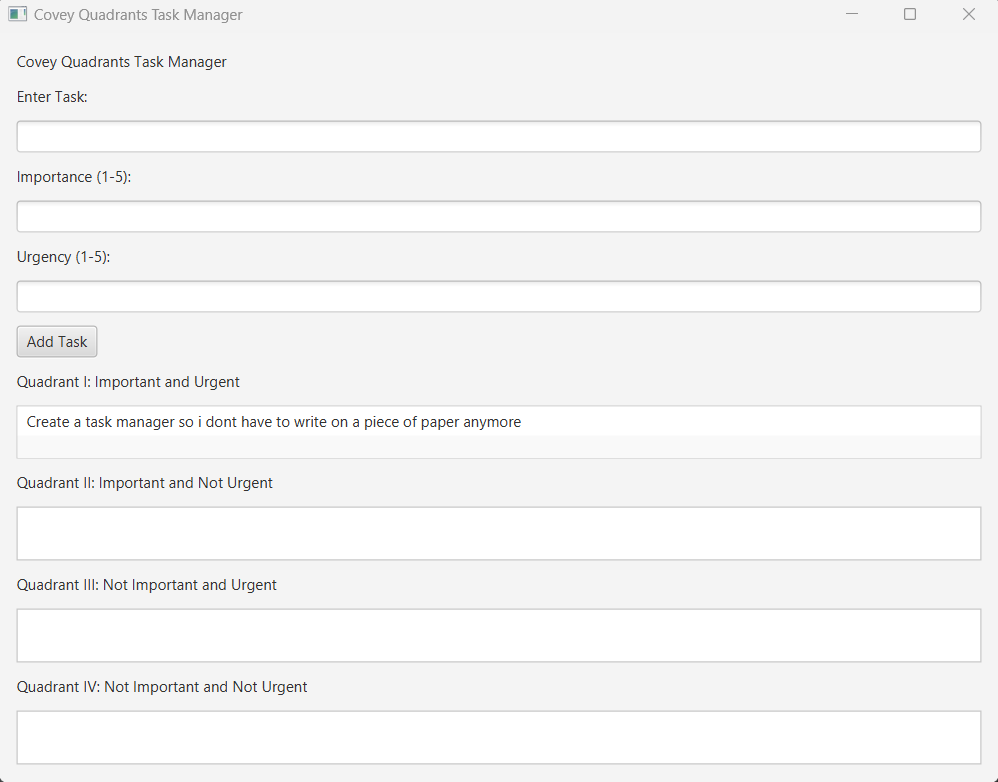 Covey Quadrants Task Manager
Covey Quadrants Task Manager
Enter Task:
Importance (1-5):
Urgency (1-5):
Add Task
Quadrant I: Important and Urgent
Create a task manager so i dont have to write on a piece of paper anymore
Quadrant II: Important and Not Urgent
Quadrant III: Not Important and Urgent
Quadrant IV: Not Important and Not Urgent